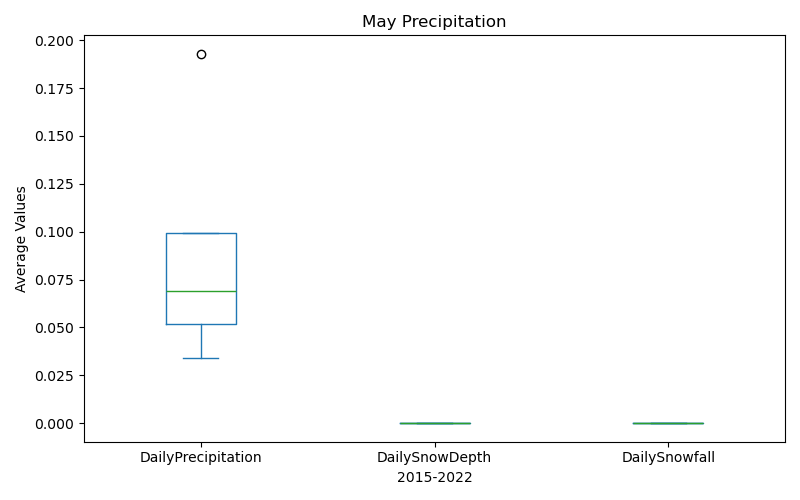 May Precipitation
0.200
0.175
0.150
0.125
0.100
0.075
0.050
0.025
0.000
Average Values
DailyPrecipitation
DailySnowDepth
DailySnowfall
2015-2022